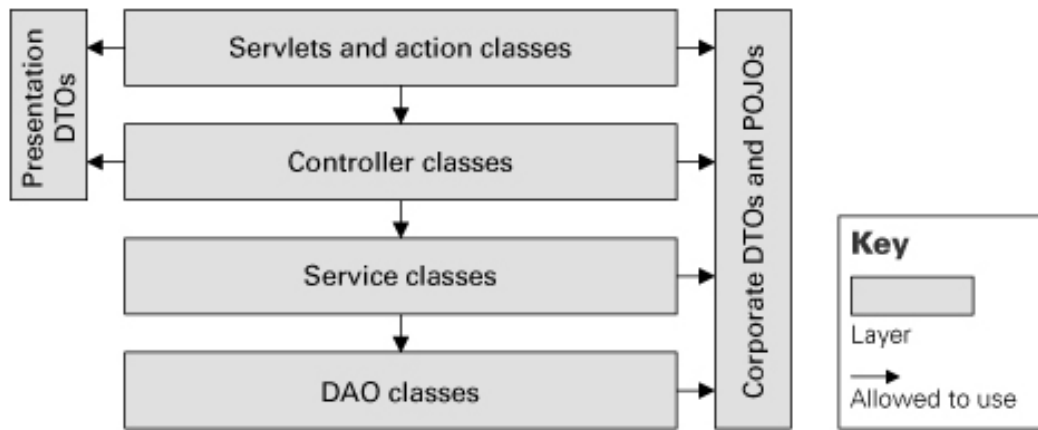 Presentation
DTOs
Servlets and action classes
Controller classes
Service classes
DAO classes
Corporate DTOs and POJOs
Key
Layer
Allowed to use